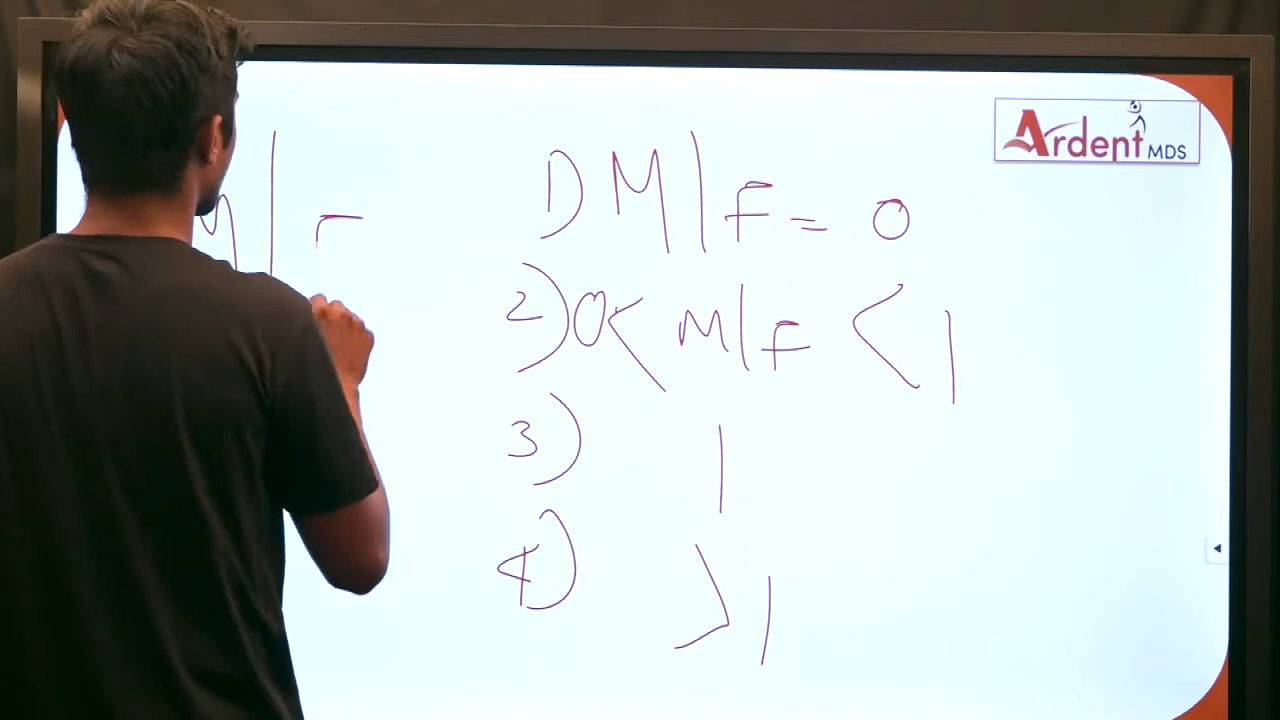 Ardent MDS
M/F
1) M/F = 0
2) 0 < M/F < 1
3) 1
4) > 1